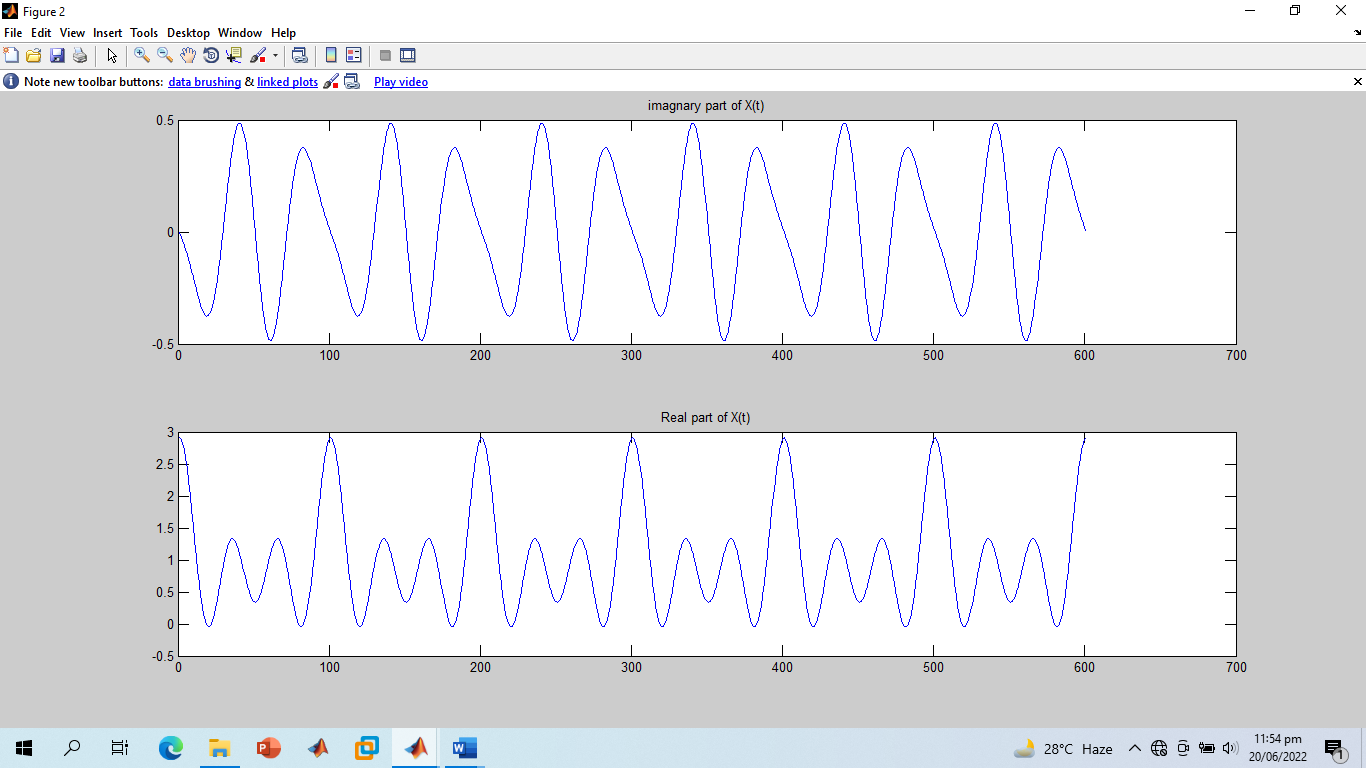 Figure 2
File Edit View Insert Tools Desktop Window Help
Note new toolbar buttons: data brushing & linked plots Play video
imagnary part of X(t)
0.5
0
-0.5
0 100 200 300 400 500 600 700
Real part of X(t)
3
2.5
2
1.5
1
0.5
0
-0.5
0 100 200 300 400 500 600 700
28°C Haze
11:54 pm
20/06/2022
1